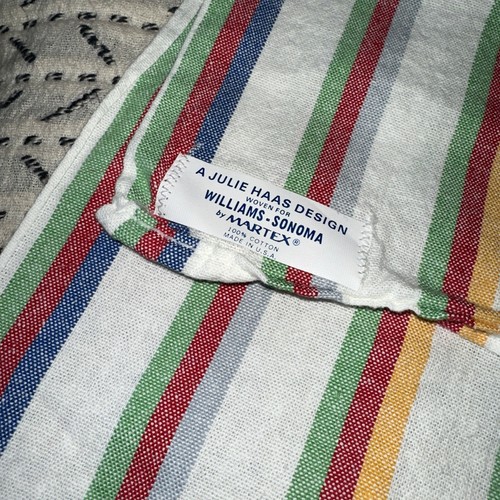 A JULIE HAAS DESIGN
WOVEN FOR
WILLIAMS-SONOMA
by MARTEX®
100% COTTON
MADE IN U.S.A.